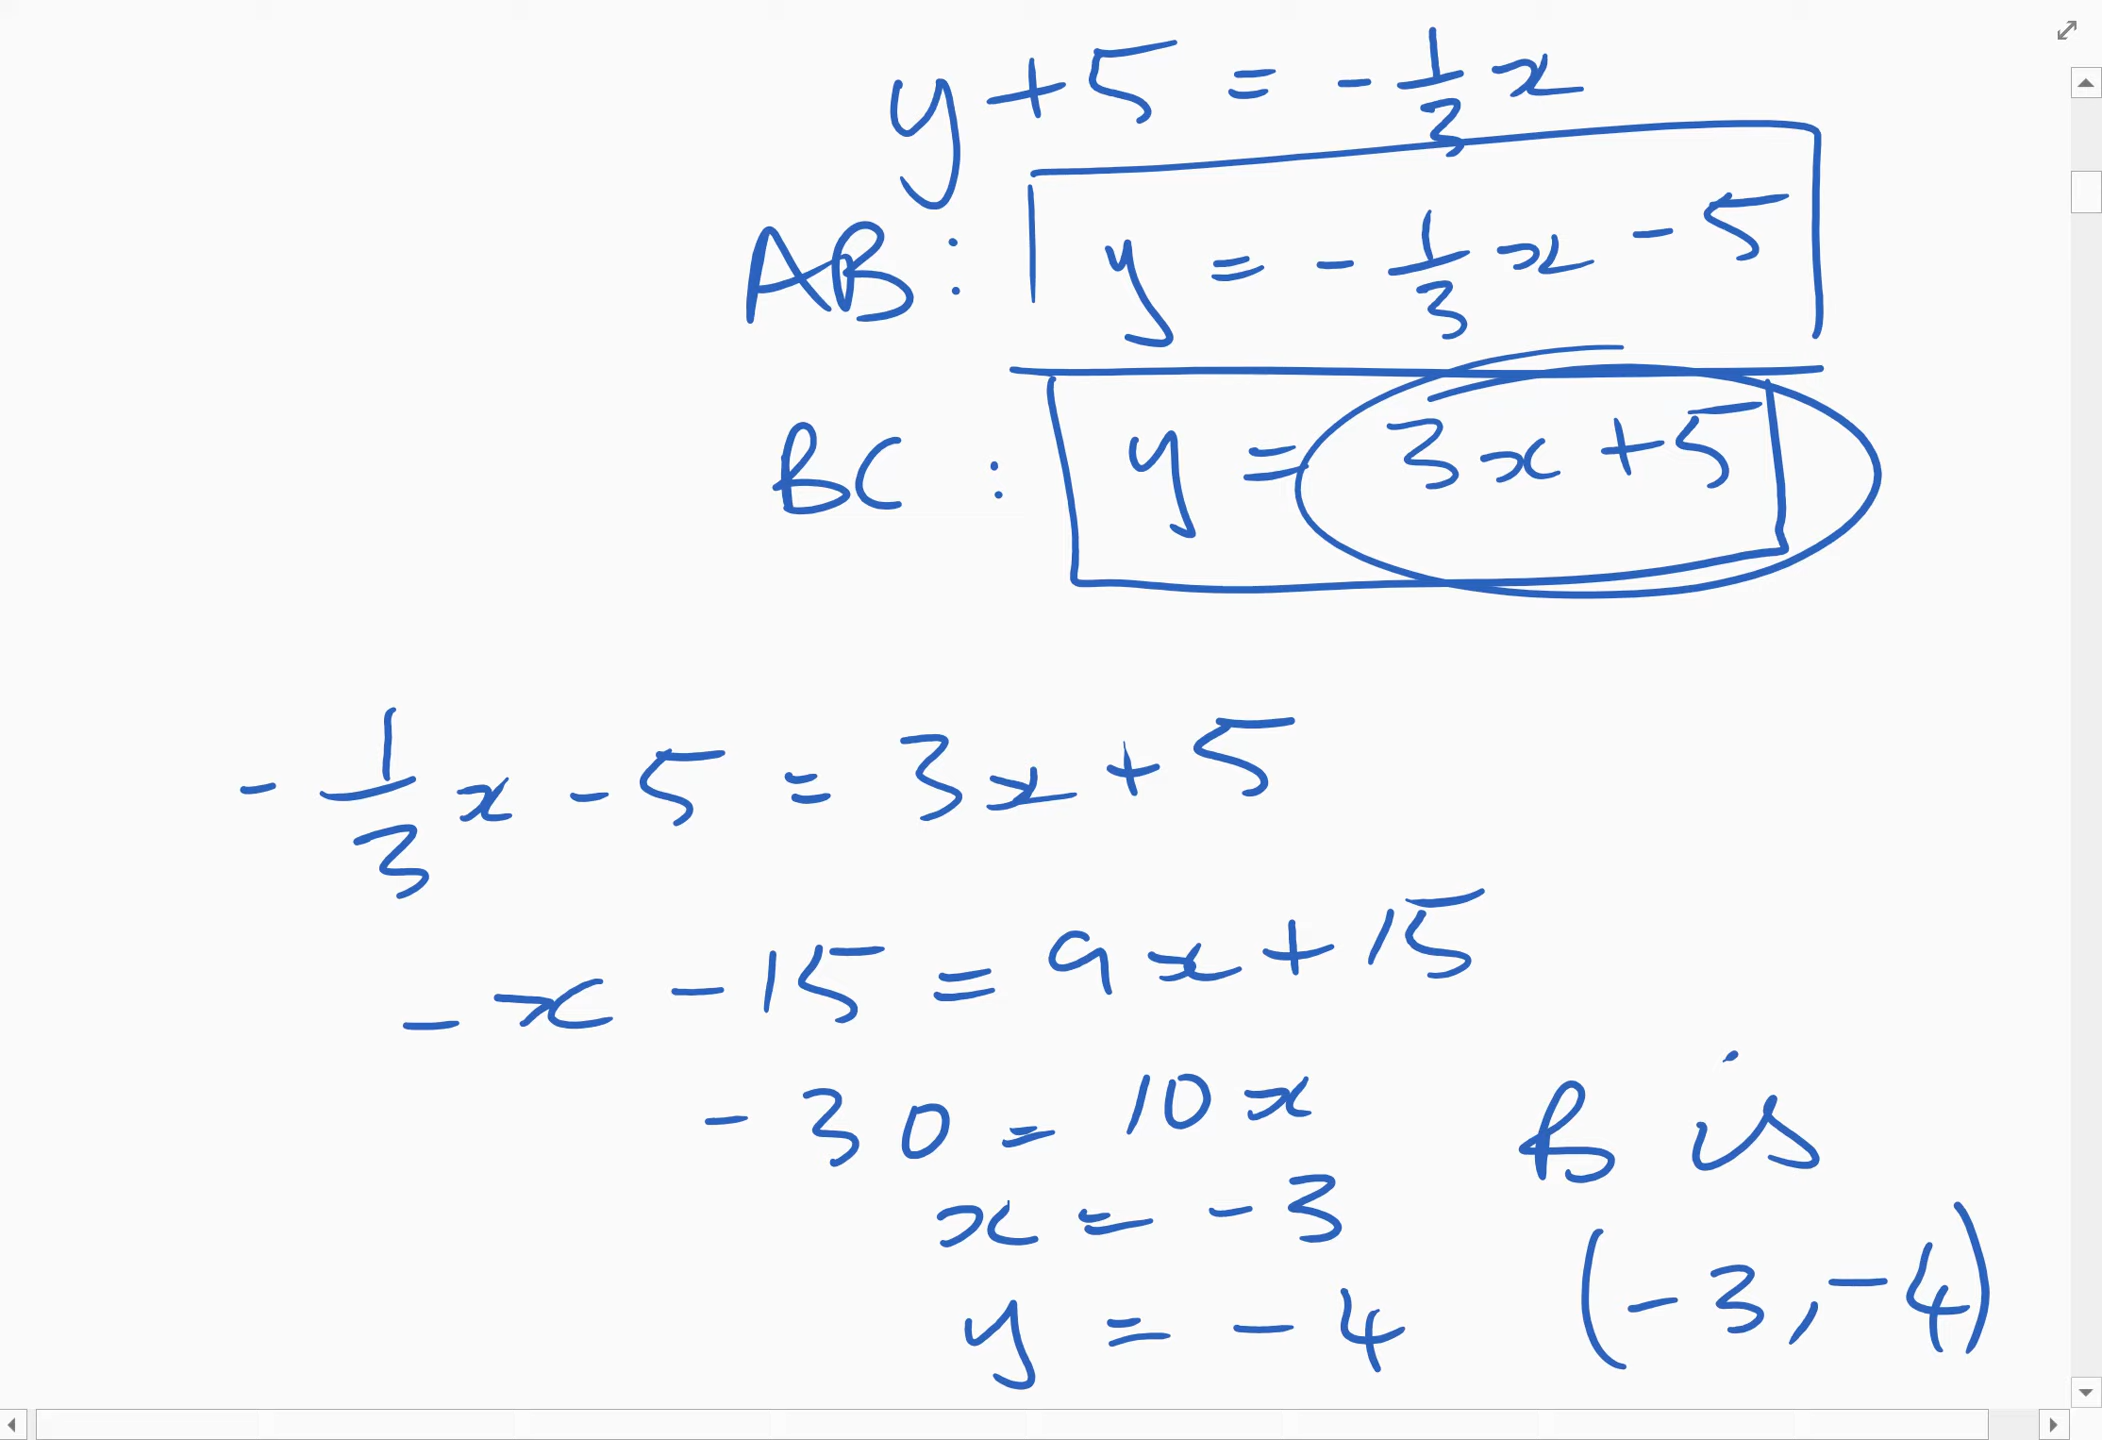 y + 5 = - 1/3 x
AB : y = - 1/3 x - 5
BC : y = 3x + 5
- 1/3 x - 5 = 3x + 5
- x - 15 = 9x + 15
- 30 = 10x
x = - 3
y = - 4
B is
(-3, -4)